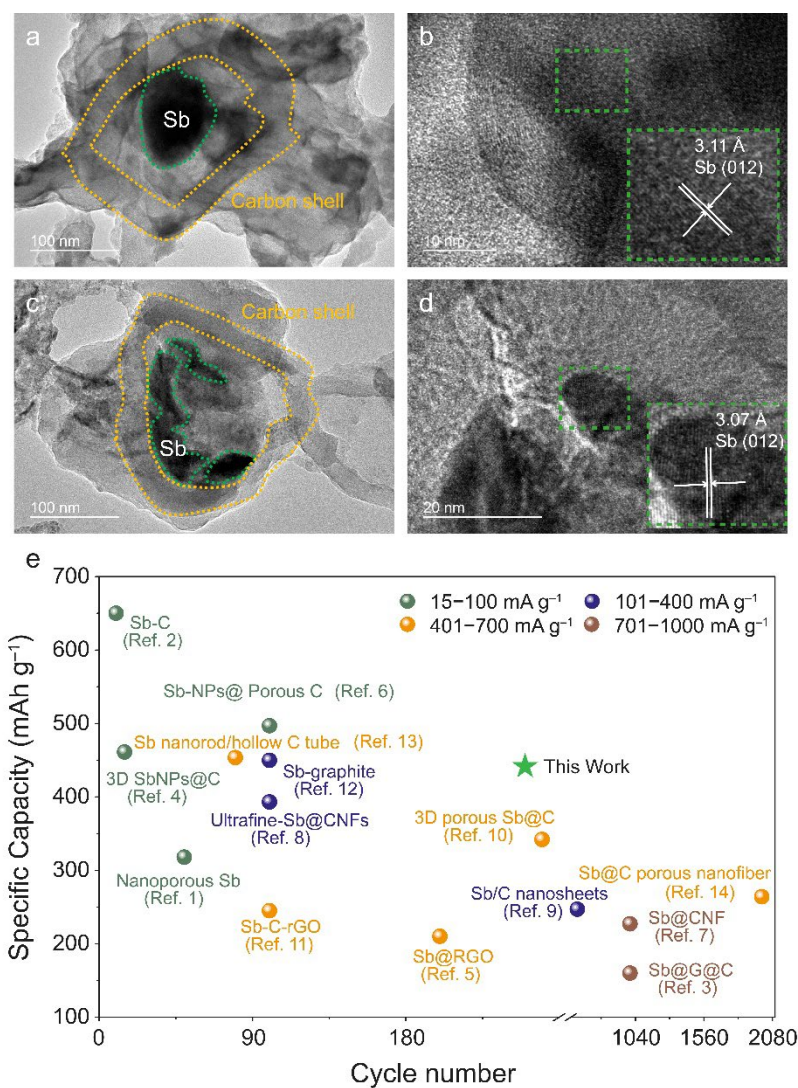 a
Sb
Carbon shell
100 nm
b
3.11 Å
Sb (012)
10 nm
c
Carbon shell
Sb
100 nm
d
3.07 Å
Sb (012)
20 nm
e
Specific Capacity (mAh g⁻¹)
700
600
500
400
300
200
100
15–100 mA g⁻¹
101–400 mA g⁻¹
401–700 mA g⁻¹
701–1000 mA g⁻¹
Sb-C
(Ref. 2)
Sb-NPs@ Porous C (Ref. 6)
Sb nanorod/hollow C tube (Ref. 13)
3D SbNPs@C
(Ref. 4)
Sb-graphite
(Ref. 12)
This Work
Ultrafine-Sb@CNFs
(Ref. 8)
3D porous Sb@C
(Ref. 10)
Nanoporous Sb
(Ref. 1)
Sb@C porous nanofiber
(Ref. 14)
Sb/C nanosheets
(Ref. 9)
Sb-C-rGO
(Ref. 11)
Sb@RGO
(Ref. 5)
Sb@CNF
(Ref. 7)
Sb@G@C
(Ref. 3)
0
90
180
1040
1560
2080
Cycle number